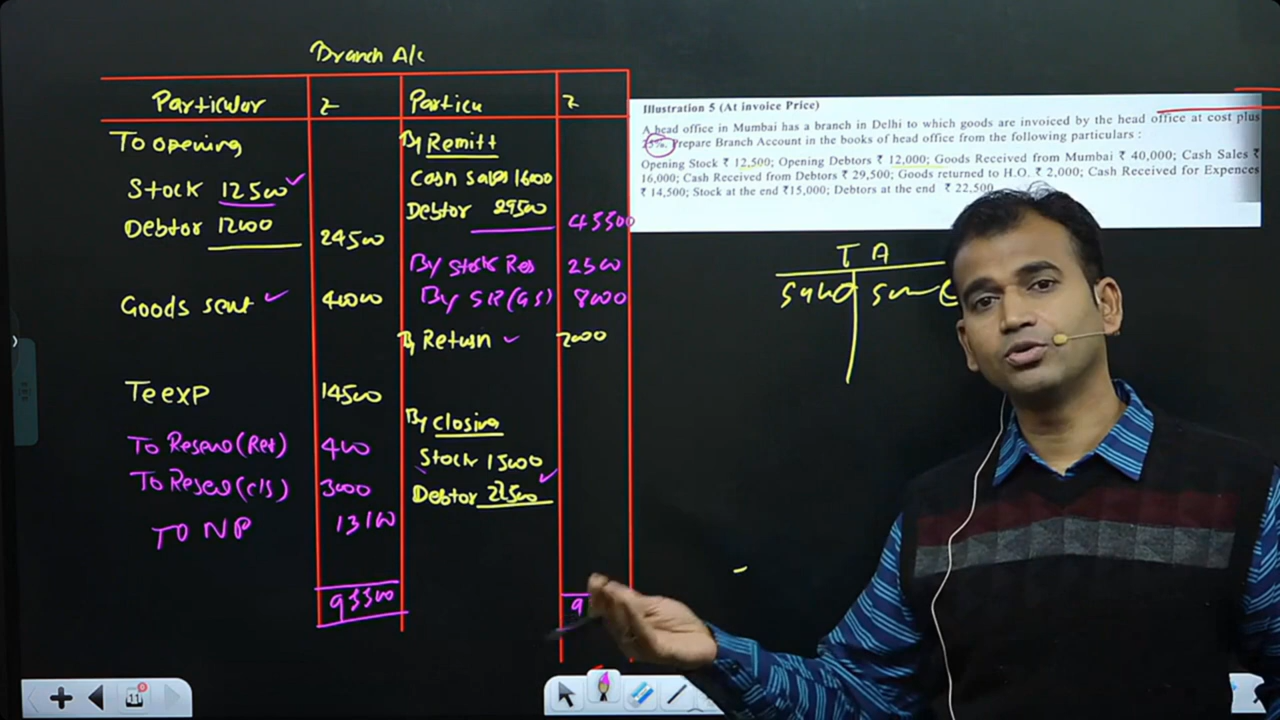 Branch A/c
Particular ₹ Particu ₹
To opening
Stock 12500
Debtor 12000 24500
Goods sent 40000
To exp 14500
To Reserv(Ret) 400
To Reserv(c/s) 3000
TO NP 13100
95500
By Remitt
Cash sales 16000
Debtor 29500 45500
By Stock Res 2500
By SR(GS) 8000
By Return 2000
By Closing
Stock 15000
Debtor 22500
9
Illustration 5 (At invoice Price)
A head office in Mumbai has a branch in Delhi to which goods are invoiced by the head office at cost plus
25%. Prepare Branch Account in the books of head office from the following particulars :
Opening Stock ₹ 12,500; Opening Debtors ₹ 12,000; Goods Received from Mumbai ₹ 40,000; Cash Sales ₹
16,000; Cash Received from Debtors ₹ 29,500; Goods returned to H.O. ₹ 2,000; Cash Received for Expences
₹ 14,500; Stock at the end ₹15,000; Debtors at the end ₹ 22,500
T A
11